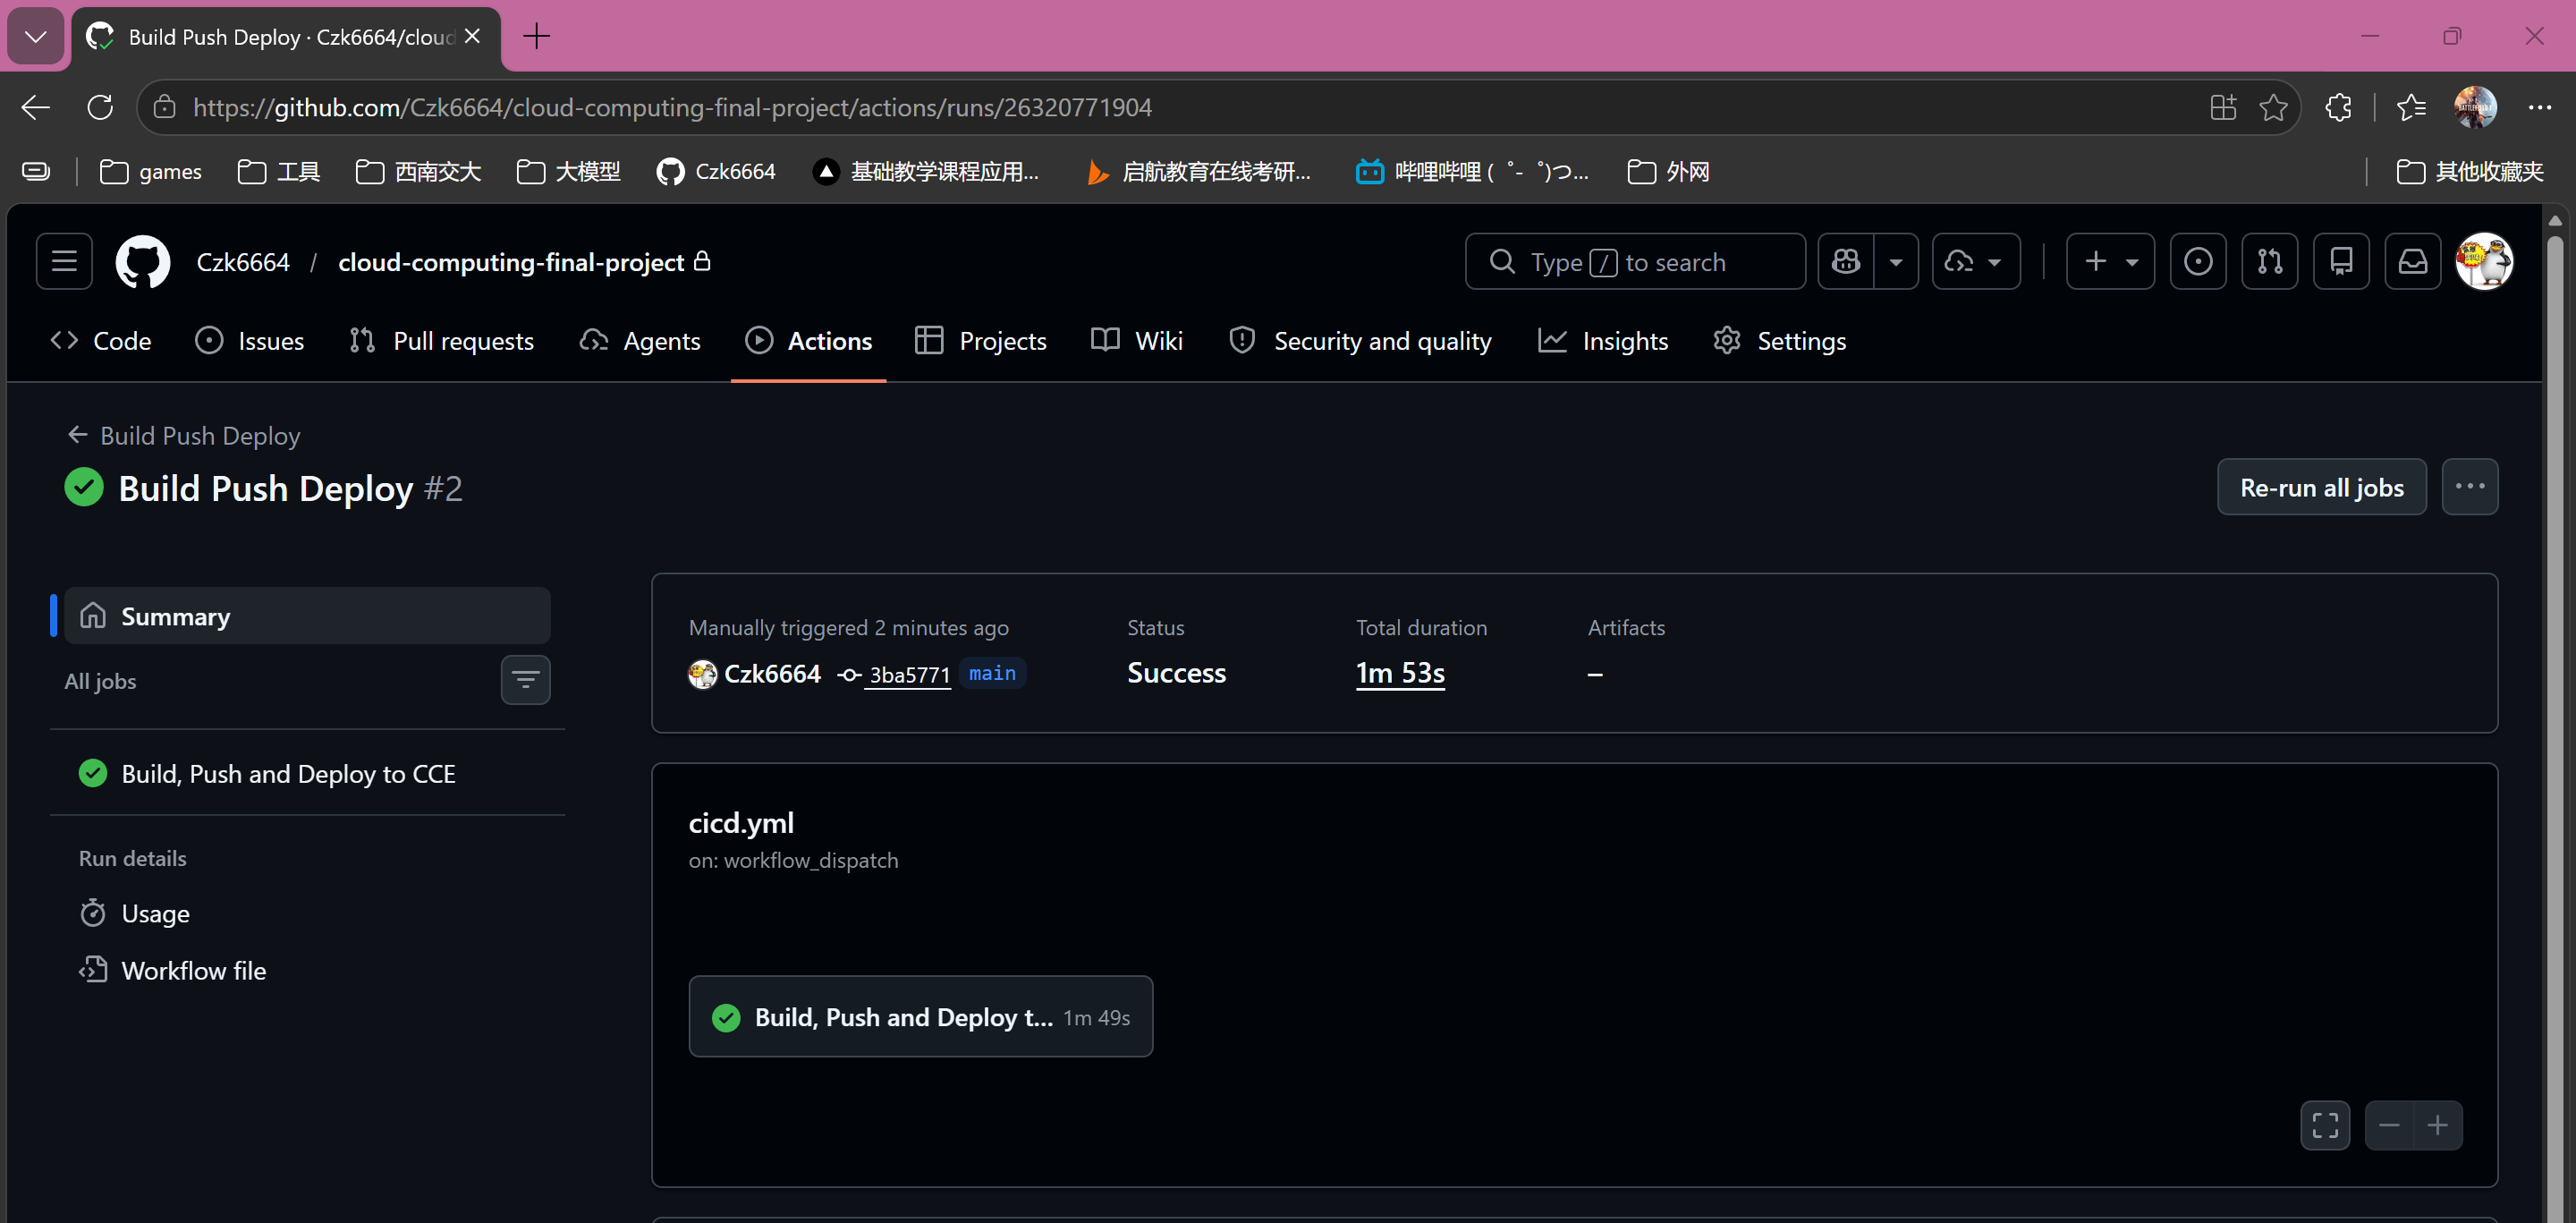 Build Push Deploy · Czk6664/cloud
https://github.com/Czk6664/cloud-computing-final-project/actions/runs/26320771904
games 工具 西南交大 大模型 Czk6664 基础教学课程应用... 启航教育在线考研... 哔哩哔哩 ( ゜- ゜)つ... 外网 其他收藏夹
Czk6664 / cloud-computing-final-project Type / to search
Code Issues Pull requests Agents Actions Projects Wiki Security and quality Insights Settings
Build Push Deploy
Build Push Deploy #2
Re-run all jobs
Summary
All jobs
Build, Push and Deploy to CCE
Run details
Usage
Workflow file
Manually triggered 2 minutes ago Status Total duration Artifacts
Czk6664 3ba5771 main Success 1m 53s –
cicd.yml
on: workflow_dispatch
Build, Push and Deploy t... 1m 49s